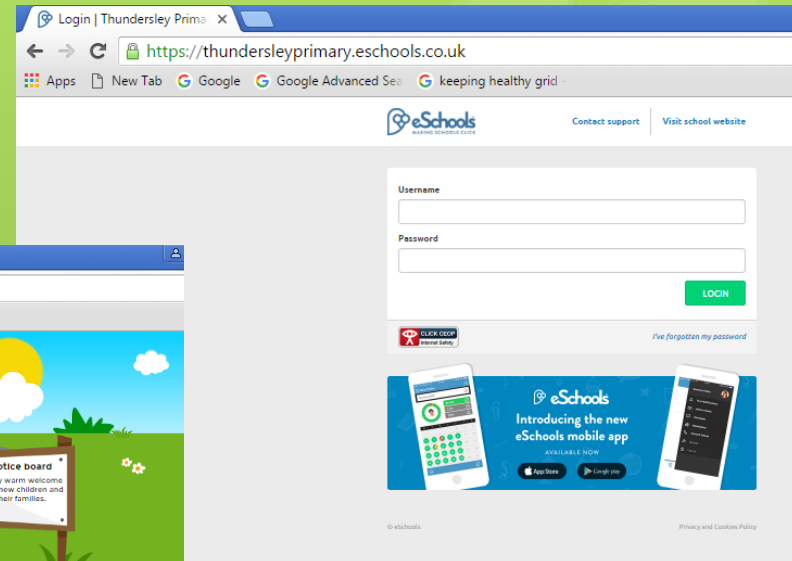 Login | Thundersley Prima
https://thundersleyprimary.eschools.co.uk
Apps New Tab Google Google Advanced Sea keeping healthy grid -
eSchools
MAKING SCHOOLS CLICK
Contact support Visit school website
Username
Password
LOGIN
CLICK CEOP
Internet Safety
I've forgotten my password
eSchools
Introducing the new
eSchools mobile app
AVAILABLE NOW
App Store Google play
© eSchools Privacy and Cookies Policy
otice board
y warm welcome
new children and
heir families.